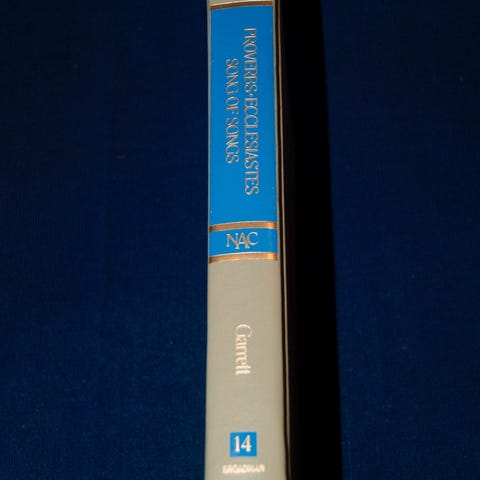 PROVERBS•ECCLESIASTES
SONG OF SONGS
NAC
Garrett
14
BROADMAN